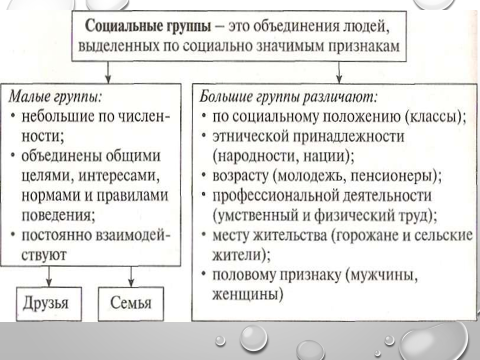 Социальные группы – это объединения людей,
выделенных по социально значимым признакам
Малые группы:
• небольшие по числен-
ности;
• объединены общими
целями, интересами,
нормами и правилами
поведения;
• постоянно взаимодей-
ствуют
Друзья
Семья
Большие группы различают:
• по социальному положению (классы);
• этнической принадлежности
(народности, нации);
• возрасту (молодежь, пенсионеры);
• профессиональной деятельности
(умственный и физический труд);
• месту жительства (горожане и сельские
жители);
• половому признаку (мужчины,
женщины)